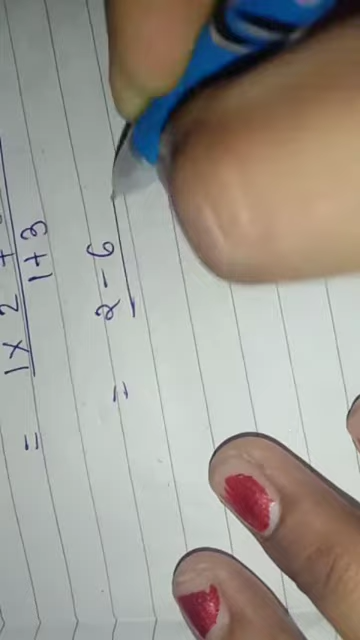 = 1 x 2 +
1 + 3
= 2 - 6